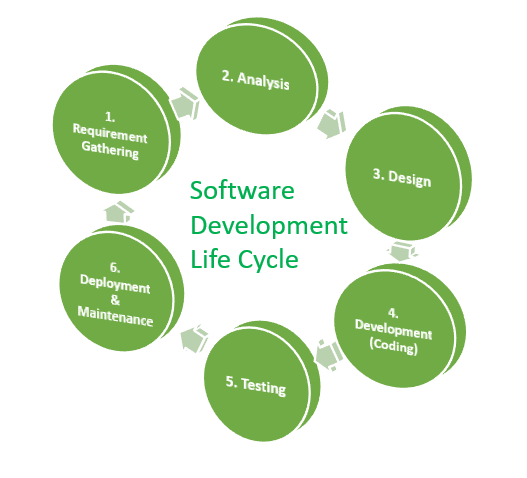 Software
Development
Life Cycle
1.
Requirement
Gathering
2. Analysis
3. Design
4.
Development
(Coding)
5. Testing
6.
Deployment
&
Maintenance